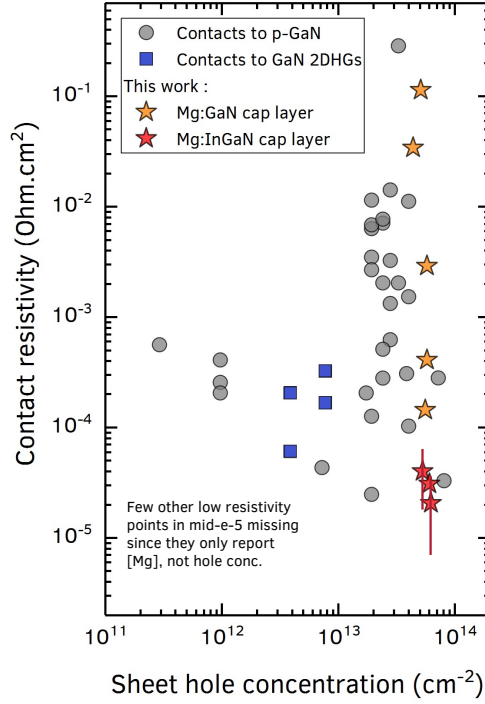 Contacts to p-GaN
Contacts to GaN 2DHGs
This work :
Mg:GaN cap layer
Mg:InGaN cap layer
Contact resistivity (Ohm.cm²)
10⁻¹
10⁻²
10⁻³
10⁻⁴
10⁻⁵
Few other low resistivity
points in mid-e-5 missing
since they only report
[Mg], not hole conc.
10¹¹ 10¹² 10¹³ 10¹⁴
Sheet hole concentration (cm⁻²)